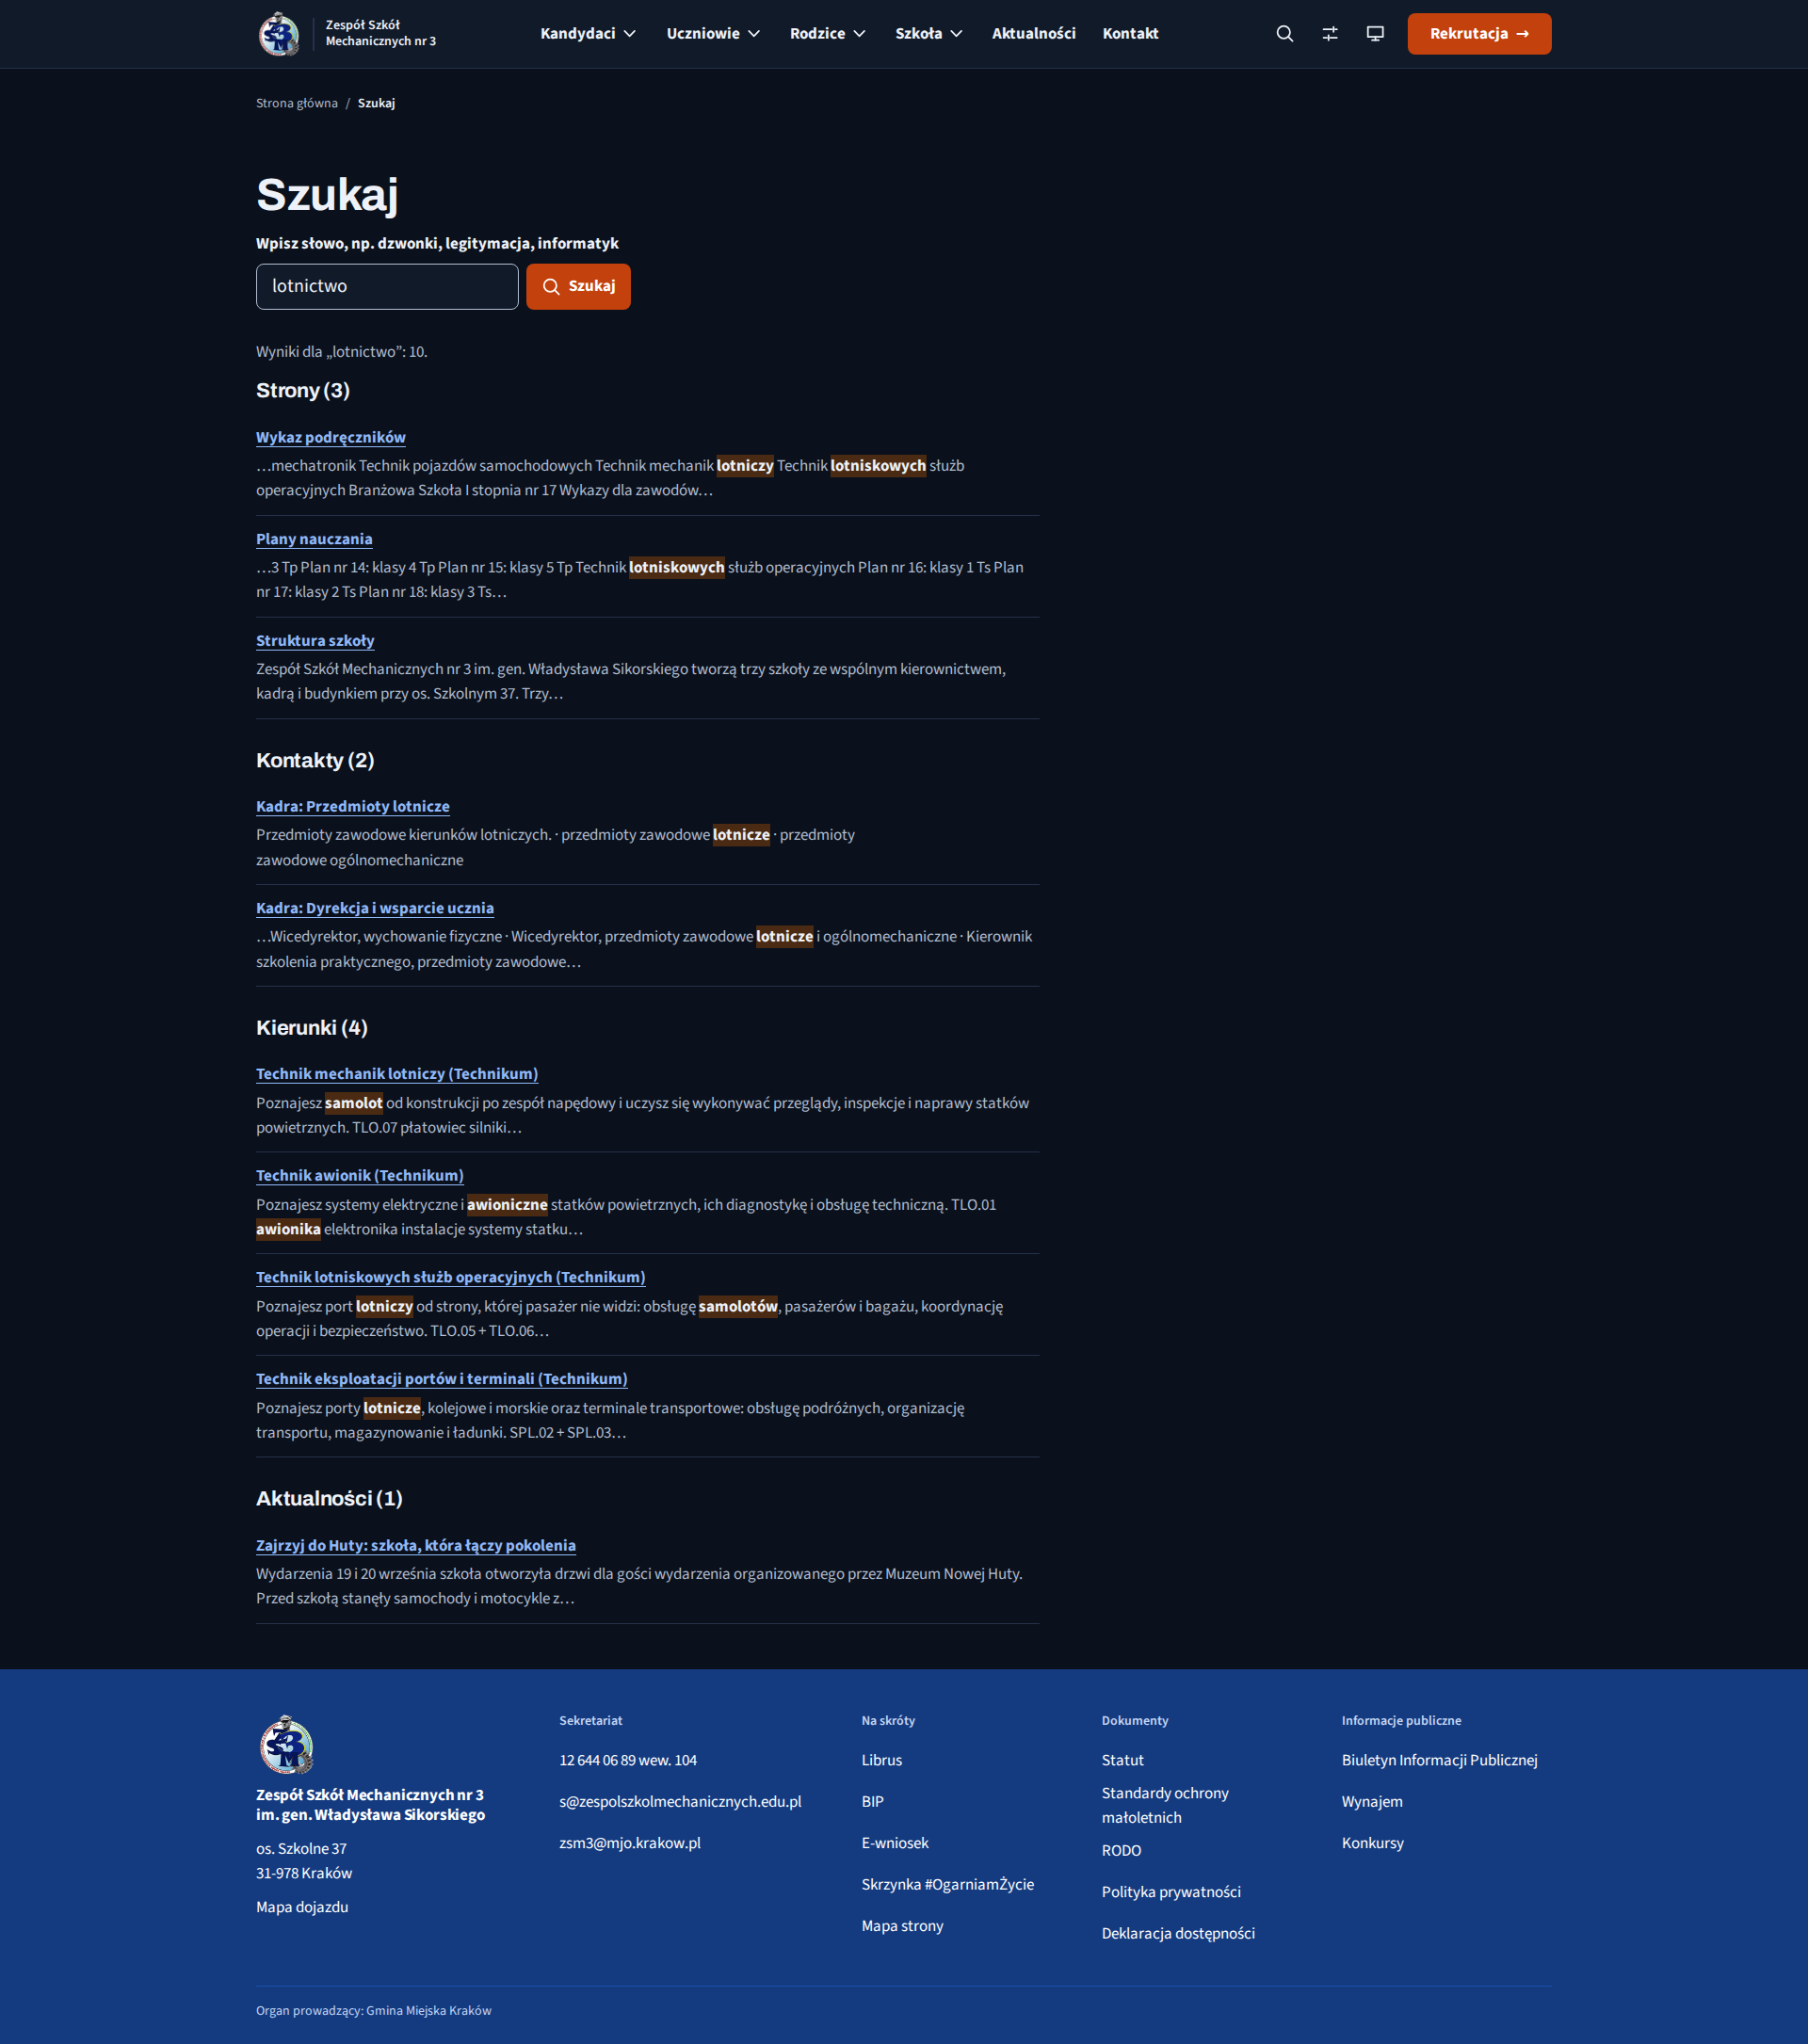 Zespół Szkół
Mechanicznych nr 3
Kandydaci
Uczniowie
Rodzice
Szkoła
Aktualności
Kontakt
Rekrutacja →
Strona główna / Szukaj
Szukaj
Wpisz słowo, np. dzwonki, legitymacja, informatyk
lotnictwo
Szukaj
Wyniki dla „lotnictwo”: 10.
Strony (3)
Wykaz podręczników
…mechatronik Technik pojazdów samochodowych Technik mechanik lotniczy Technik lotniskowych służb
operacyjnych Branżowa Szkoła I stopnia nr 17 Wykazy dla zawodów…
Plany nauczania
…3 Tp Plan nr 14: klasy 4 Tp Plan nr 15: klasy 5 Tp Technik lotniskowych służb operacyjnych Plan nr 16: klasy 1 Ts Plan
nr 17: klasy 2 Ts Plan nr 18: klasy 3 Ts…
Struktura szkoły
Zespół Szkół Mechanicznych nr 3 im. gen. Władysława Sikorskiego tworzą trzy szkoły ze wspólnym kierownictwem,
kadrą i budynkiem przy os. Szkolnym 37. Trzy…
Kontakty (2)
Kadra: Przedmioty lotnicze
Przedmioty zawodowe kierunków lotniczych. · przedmioty zawodowe lotnicze · przedmioty
zawodowe ogólnomechaniczne
Kadra: Dyrekcja i wsparcie ucznia
…Wicedyrektor, wychowanie fizyczne · Wicedyrektor, przedmioty zawodowe lotnicze i ogólnomechaniczne · Kierownik
szkolenia praktycznego, przedmioty zawodowe…
Kierunki (4)
Technik mechanik lotniczy (Technikum)
Poznajesz samolot od konstrukcji po zespół napędowy i uczysz się wykonywać przeglądy, inspekcje i naprawy statków
powietrznych. TLO.07 płatowiec silniki…
Technik awionik (Technikum)
Poznajesz systemy elektryczne i awioniczne statków powietrznych, ich diagnostykę i obsługę techniczną. TLO.01
awionika elektronika instalacje systemy statku…
Technik lotniskowych służb operacyjnych (Technikum)
Poznajesz port lotniczy od strony, której pasażer nie widzi: obsługę samolotów, pasażerów i bagażu, koordynację
operacji i bezpieczeństwo. TLO.05 + TLO.06…
Technik eksploatacji portów i terminali (Technikum)
Poznajesz porty lotnicze, kolejowe i morskie oraz terminale transportowe: obsługę podróżnych, organizację
transportu, magazynowanie i ładunki. SPL.02 + SPL.03…
Aktualności (1)
Zajrzyj do Huty: szkoła, która łączy pokolenia
Wydarzenia 19 i 20 września szkoła otworzyła drzwi dla gości wydarzenia organizowanego przez Muzeum Nowej Huty.
Przed szkołą stanęły samochody i motocykle z…
Zespół Szkół Mechanicznych nr 3
im. gen. Władysława Sikorskiego
os. Szkolne 37
31-978 Kraków
Mapa dojazdu
Sekretariat
12 644 06 89 wew. 104
s@zespolszkolmechanicznych.edu.pl
zsm3@mjo.krakow.pl
Na skróty
Librus
BIP
E-wniosek
Skrzynka #OgarniamŻycie
Mapa strony
Dokumenty
Statut
Standardy ochrony
małoletnich
RODO
Polityka prywatności
Deklaracja dostępności
Informacje publiczne
Biuletyn Informacji Publicznej
Wynajem
Konkursy
Organ prowadzący: Gmina Miejska Kraków